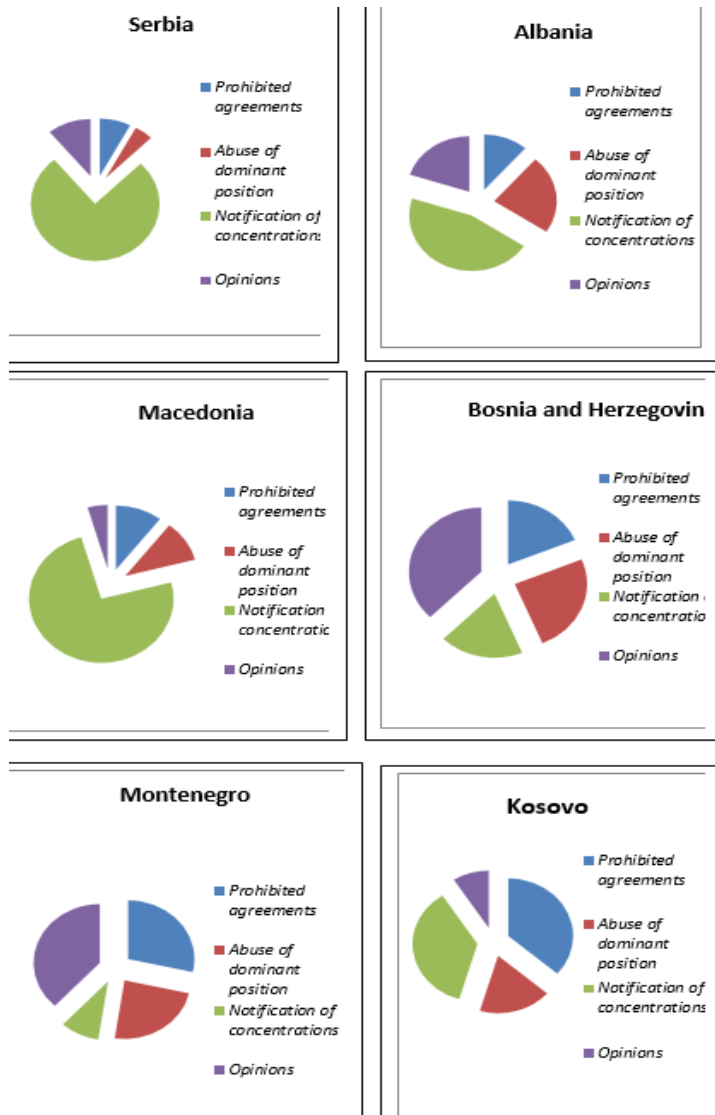 Serbia
Prohibited
agreements
Abuse of
dominant
position
Notification of
concentrations
Opinions
Albania
Prohibited
agreements
Abuse of
dominant
position
Notification of
concentrations
Opinions
Macedonia
Prohibited
agreements
Abuse of
dominant
position
Notification
concentratic
Opinions
Bosnia and Herzegovin
Prohibited
agreements
Abuse of
dominant
position
Notification
concentratio
Opinions
Montenegro
Prohibited
agreements
Abuse of
dominant
position
Notification of
concentrations
Opinions
Kosovo
Prohibited
agreements
Abuse of
dominant
position
Notification of
concentrations
Opinions